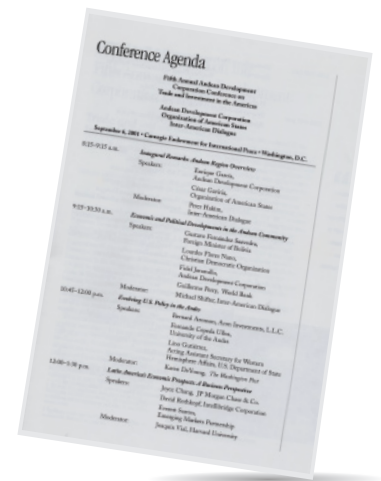 Conference Agenda
Fifth Annual Andean Development
Corporation Conference on
Trade and Investment in the Americas
Andean Development Corporation
Organization of American States
Inter-American Dialogue
September 6, 2001 • Carnegie Endowment for International Peace • Washington, D.C.
8:15-9:15 a.m. Inaugural Remarks: Andean Region Overview
Speakers: Enrique García,
Andean Development Corporation
César Gaviria,
Organization of American States
Moderator: Peter Hakim,
Inter-American Dialogue
9:15-10:30 a.m. Economic and Political Developments in the Andean Community
Speakers: Gustavo Fernández Saavedra,
Foreign Minister of Bolivia
Lourdes Flores Nano,
Christian Democratic Organization
Fidel Jaramillo,
Andean Development Corporation
Moderator: Guillermo Perry, World Bank
Michael Shifter, Inter-American Dialogue
10:45-12:00 p.m. Evolving U.S. Policy in the Andes
Speakers: Bernard Aronson, Acon Investments, L.L.C.
Fernando Cepeda Ulloa,
University of the Andes
Lino Gutiérrez,
Acting Assistant Secretary for Western
Hemisphere Affairs, U.S. Department of State
Moderator: Karen DeYoung, The Washington Post
12:00-1:30 p.m. Latin America's Economic Prospects: A Business Perspective
Speakers: Joyce Chang, JP Morgan Chase & Co.
David Rothkopf, Intellibridge Corporation
Suárez,
Emerging Markets Partnership
Moderator: Joaquín Vial, Harvard University